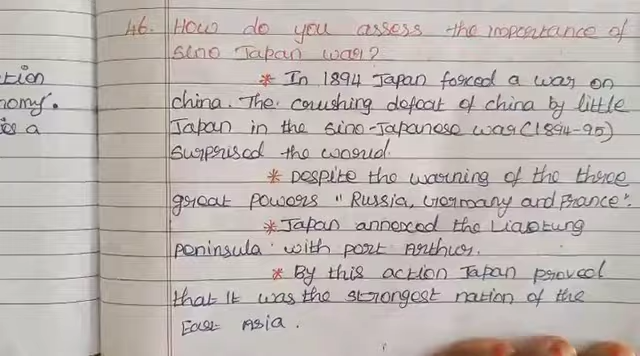 46. How do you assess the importance of
sino Japan war?
* In 1894 Japan forced a war on
china. The crushing defeat of china by little
Japan in the sino-Japanese war (1894-95)
surprised the world.
* Despite the warning of the three
great powers "Russia, Germany and France".
* Japan annexed the Liaotung
peninsula with port Arthur.
* By this action Japan proved
that It was the strongest nation of the
East Asia.
tion
nomy.
is a